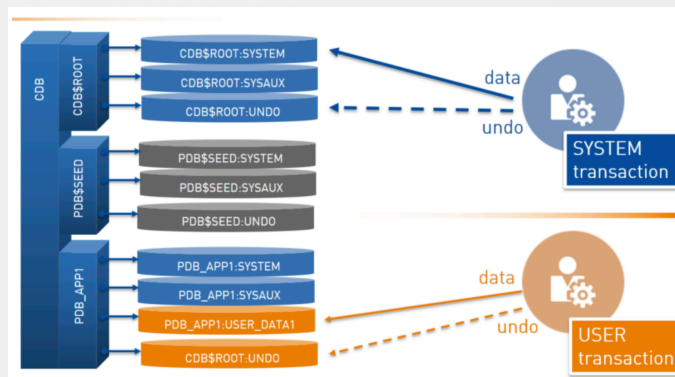 CDB
CDB$ROOT
CDB$ROOT:SYSTEM
CDB$ROOT:SYSAUX
CDB$ROOT:UNDO
data
undo
SYSTEM
transaction
PDB$SEED
PDB$SEED:SYSTEM
PDB$SEED:SYSAUX
PDB$SEED:UNDO
PDB_APP1
PDB_APP1:SYSTEM
PDB_APP1:SYSAUX
PDB_APP1:USER_DATA1
CDB$ROOT:UNDO
data
undo
USER
transaction